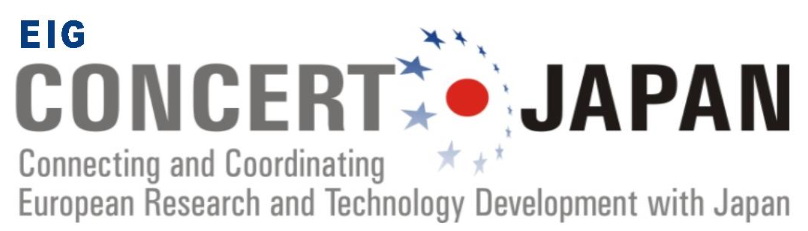 EIG
CONCERT JAPAN
Connecting and Coordinating
European Research and Technology Development with Japan